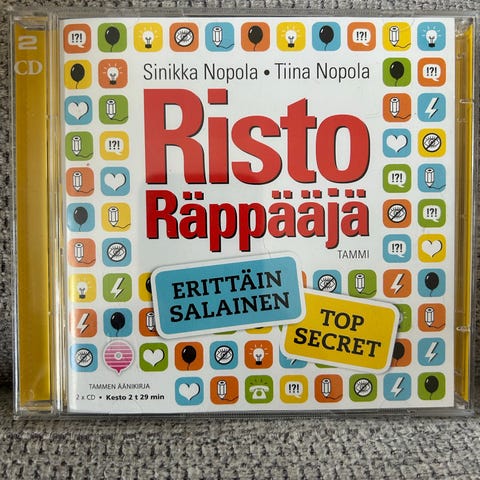 2
CD
Sinikka Nopola • Tiina Nopola
Risto
Räppääjä
TAMMI
ERITTÄIN
SALAINEN
TOP
SECRET
TAMMEN ÄÄNIKIRJA
2 x CD • Kesto 2 t 29 min
!?!
!?!
!?!
!?!
!?!
!?!
!?!
!?!